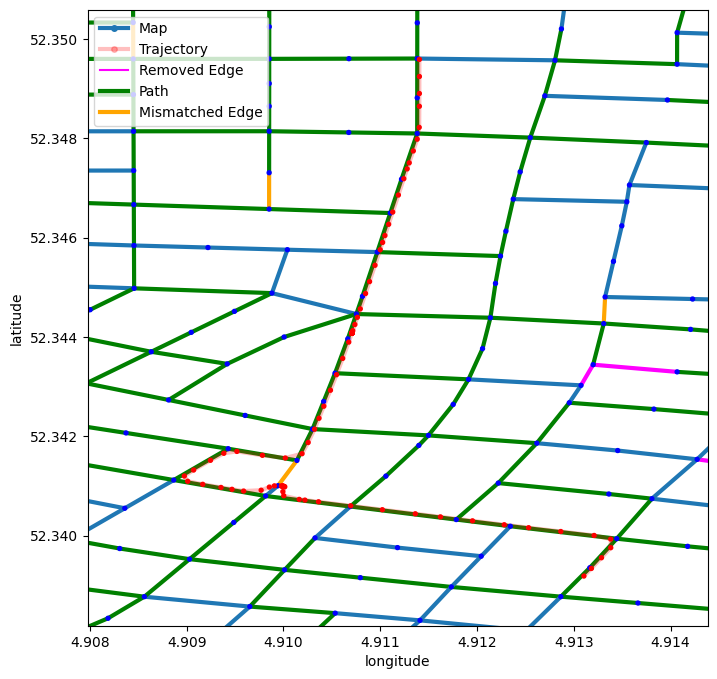 Map
Trajectory
Removed Edge
Path
Mismatched Edge
52.350
52.348
52.346
52.344
52.342
52.340
latitude
4.908 4.909 4.910 4.911 4.912 4.913 4.914
longitude